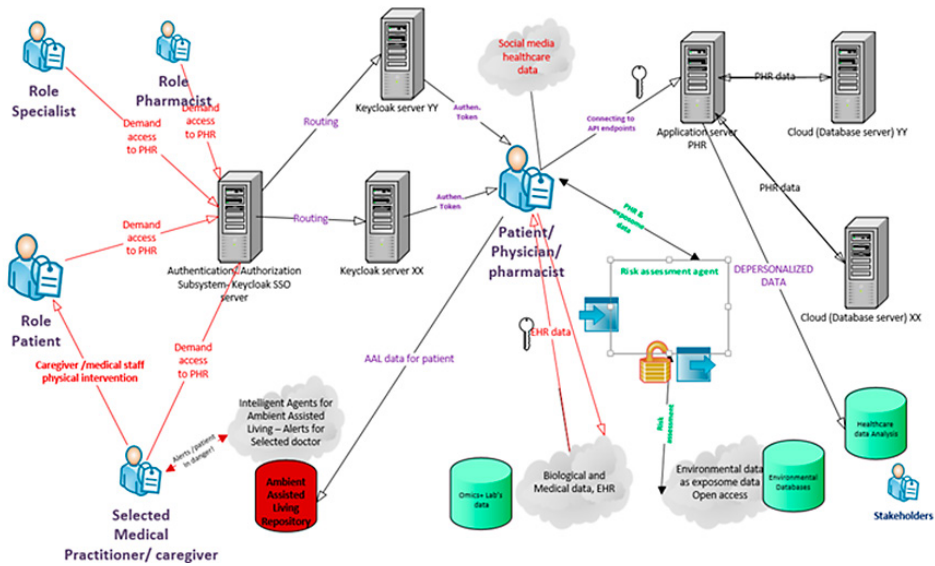 Role
Specialist
Role
Pharmacist
Demand
access
to PHR
Demand
access
to PHR
Routing
Keycloak server YY
Authen.
Token
Social media
healthcare
data
Connecting to
API endpoints
Application server
PHR
PHR data
Cloud (Database server) YY
PHR data
Demand
access
to PHR
Routing
Authen.
Token
Keycloak server XX
Authentication/Authorization
Subsystem- Keycloak SSO
server
Patient/
Physician/
pharmacist
PHR &
exposome
data
Risk assessment agent
DEPERSONALIZED
DATA
Cloud (Database server) XX
Role
Patient
Caregiver /medical staff
physical intervention
Demand
access
to PHR
AAL data for patient
EHR data
Intelligent Agents for
Ambient Assisted
Living – Alerts for
Selected doctor
Alerts /patient
In danger!
Ambient
Assisted
Living
Repository
Selected
Medical
Practitioner/ caregiver
Omics+ Lab's
data
Biological and
Medical data, EHR
Risk
assessment
Environmental data
as exposome data
Open access
Environmental
Databases
Healthcare
data Analysis
Stakeholders